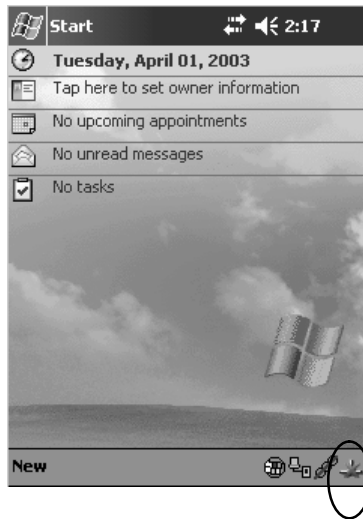 Start 2:17
Tuesday, April 01, 2003
Tap here to set owner information
No upcoming appointments
No unread messages
No tasks
New